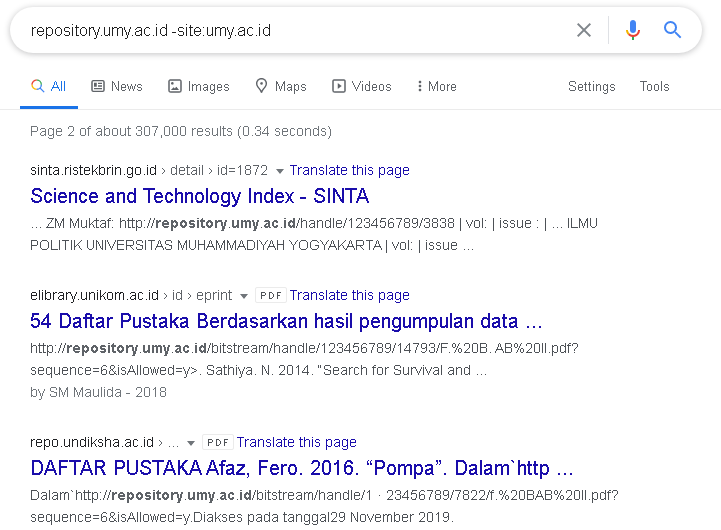 repository.umy.ac.id -site:umy.ac.id
All News Images Maps Videos More Settings Tools
Page 2 of about 307,000 results (0.34 seconds)
sinta.ristekbrin.go.id › detail › id=1872 Translate this page
Science and Technology Index - SINTA
... ZM Muktaf: http://repository.umy.ac.id/handle/123456789/3838 | vol: | issue : | ... ILMU
POLITIK UNIVERSITAS MUHAMMADIYAH YOGYAKARTA | vol: | issue ...
elibrary.unikom.ac.id › id › eprint PDF Translate this page
54 Daftar Pustaka Berdasarkan hasil pengumpulan data ...
http://repository.umy.ac.id/bitstream/handle/123456789/14793/F.%20B. AB%20II.pdf?
sequence=6&isAllowed=y>. Sathiya. N. 2014. “Search for Survival and ...
by SM Maulida - 2018
repo.undiksha.ac.id › ... PDF Translate this page
DAFTAR PUSTAKA Afaz, Fero. 2016. “Pompa”. Dalam`http ...
Dalam`http://repository.umy.ac.id/bitstream/handle/1 · 23456789/7822/f.%20BAB%20II.pdf?
sequence=6&isAllowed=y.Diakses pada tanggal29 November 2019.